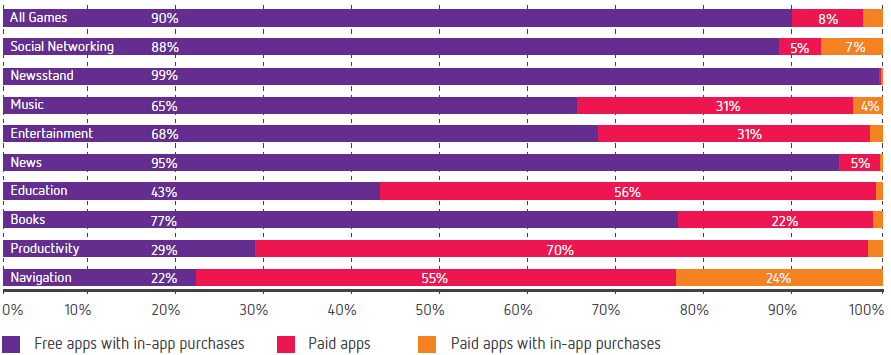 All Games 90% 8%
Social Networking 88% 5% 7%
Newsstand 99%
Music 65% 31% 4%
Entertainment 68% 31%
News 95% 5%
Education 43% 56%
Books 77% 22%
Productivity 29% 70%
Navigation 22% 55% 24%
0% 10% 20% 30% 40% 50% 60% 70% 80% 90% 100%
Free apps with in-app purchases Paid apps Paid apps with in-app purchases